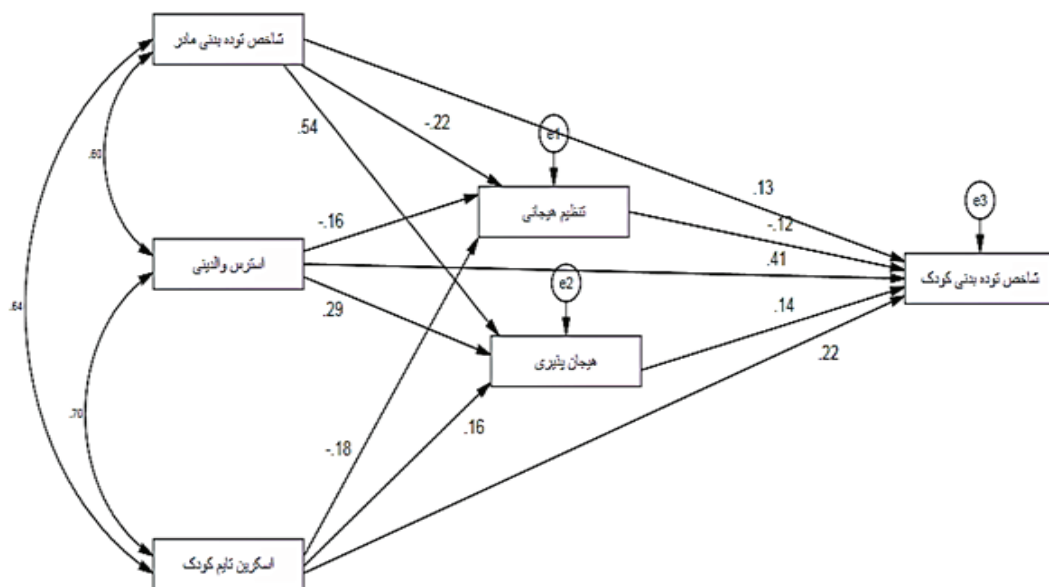 شاخص توده بدنی مادر
.54
-.22
e1
.13
.60
-.16
تنظیم هیجانی
-.12
e3
استرس والدینی
.41
شاخص توده بدنی کودک
e2
.29
.14
.64
هیجان پذیری
.22
.70
.16
-.18
اسکرین تایم کودک